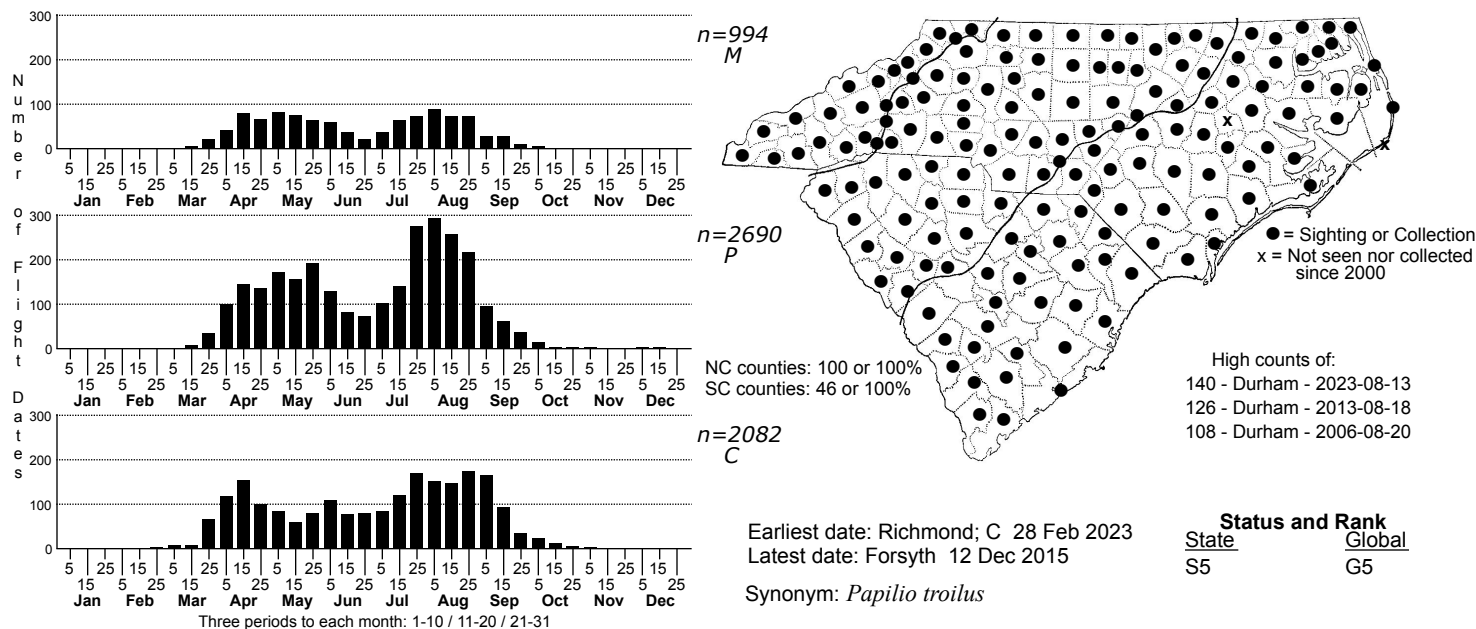 Number of Flight Dates
300
200
100
0
5 15 25 5 15 25 5 15 25 5 15 25 5 15 25 5 15 25 5 15 25 5 15 25 5 15 25 5 15 25 5 15 25 5 15 25
Jan Feb Mar Apr May Jun Jul Aug Sep Oct Nov Dec
n=994
M
300
200
100
0
5 15 25 5 15 25 5 15 25 5 15 25 5 15 25 5 15 25 5 15 25 5 15 25 5 15 25 5 15 25 5 15 25 5 15 25
Jan Feb Mar Apr May Jun Jul Aug Sep Oct Nov Dec
n=2690
P
300
200
100
0
5 15 25 5 15 25 5 15 25 5 15 25 5 15 25 5 15 25 5 15 25 5 15 25 5 15 25 5 15 25 5 15 25 5 15 25
Jan Feb Mar Apr May Jun Jul Aug Sep Oct Nov Dec
n=2082
C
Three periods to each month: 1-10 / 11-20 / 21-31
x
x
= Sighting or Collection
x = Not seen nor collected
since 2000
NC counties: 100 or 100%
SC counties: 46 or 100%
High counts of:
140 - Durham - 2023-08-13
126 - Durham - 2013-08-18
108 - Durham - 2006-08-20
Earliest date: Richmond; C 28 Feb 2023
Latest date: Forsyth 12 Dec 2015
Synonym: Papilio troilus
Status and Rank
State Global
S5 G5